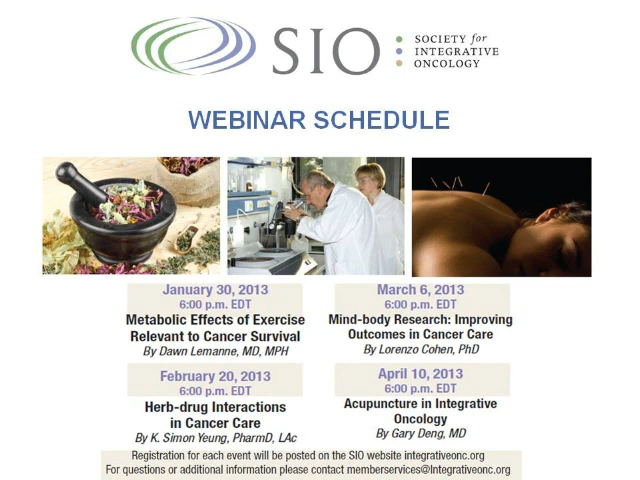 SIO
SOCIETY for
INTEGRATIVE
ONCOLOGY
WEBINAR SCHEDULE
January 30, 2013
6:00 p.m. EDT
Metabolic Effects of Exercise
Relevant to Cancer Survival
By Dawn Lemanne, MD, MPH
March 6, 2013
6:00 p.m. EDT
Mind-body Research: Improving
Outcomes in Cancer Care
By Lorenzo Cohen, PhD
February 20, 2013
6:00 p.m. EDT
Herb-drug Interactions
in Cancer Care
By K. Simon Yeung, PharmD, LAc
April 10, 2013
6:00 p.m. EDT
Acupuncture in Integrative
Oncology
By Gary Deng, MD
Registration for each event will be posted on the SIO website integrativeonc.org
For questions or additional information please contact memberservices@Integrativeonc.org